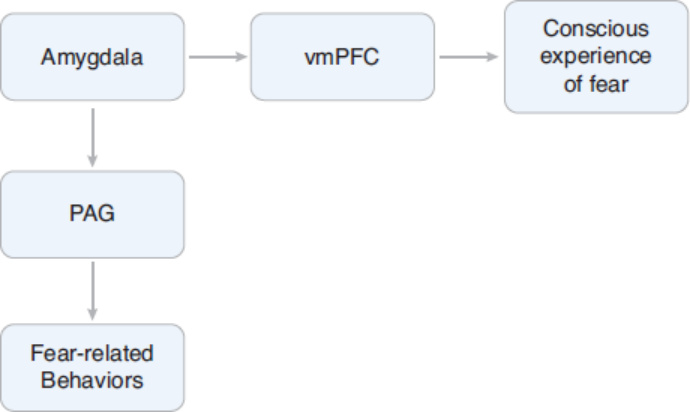 Amygdala
vmPFC
Conscious
experience
of fear
PAG
Fear-related
Behaviors